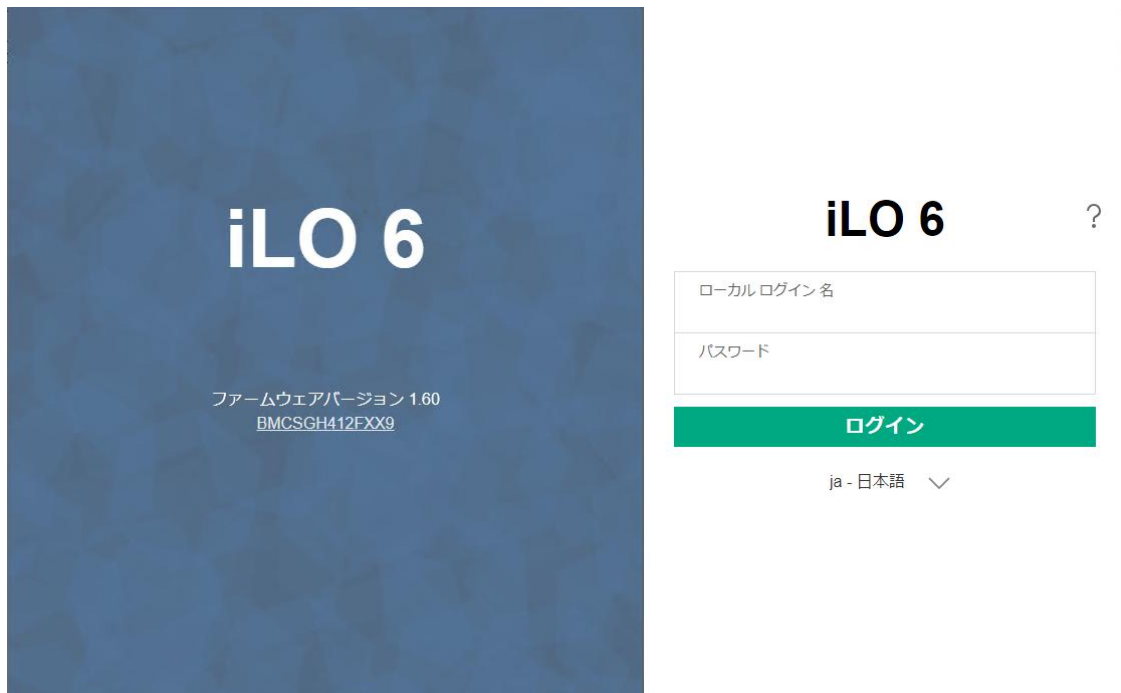 iLO 6
ファームウェアバージョン 1.60
BMCSGH412FXX9
iLO 6
?
ローカル ログイン 名
パスワード
ログイン
ja - 日本語